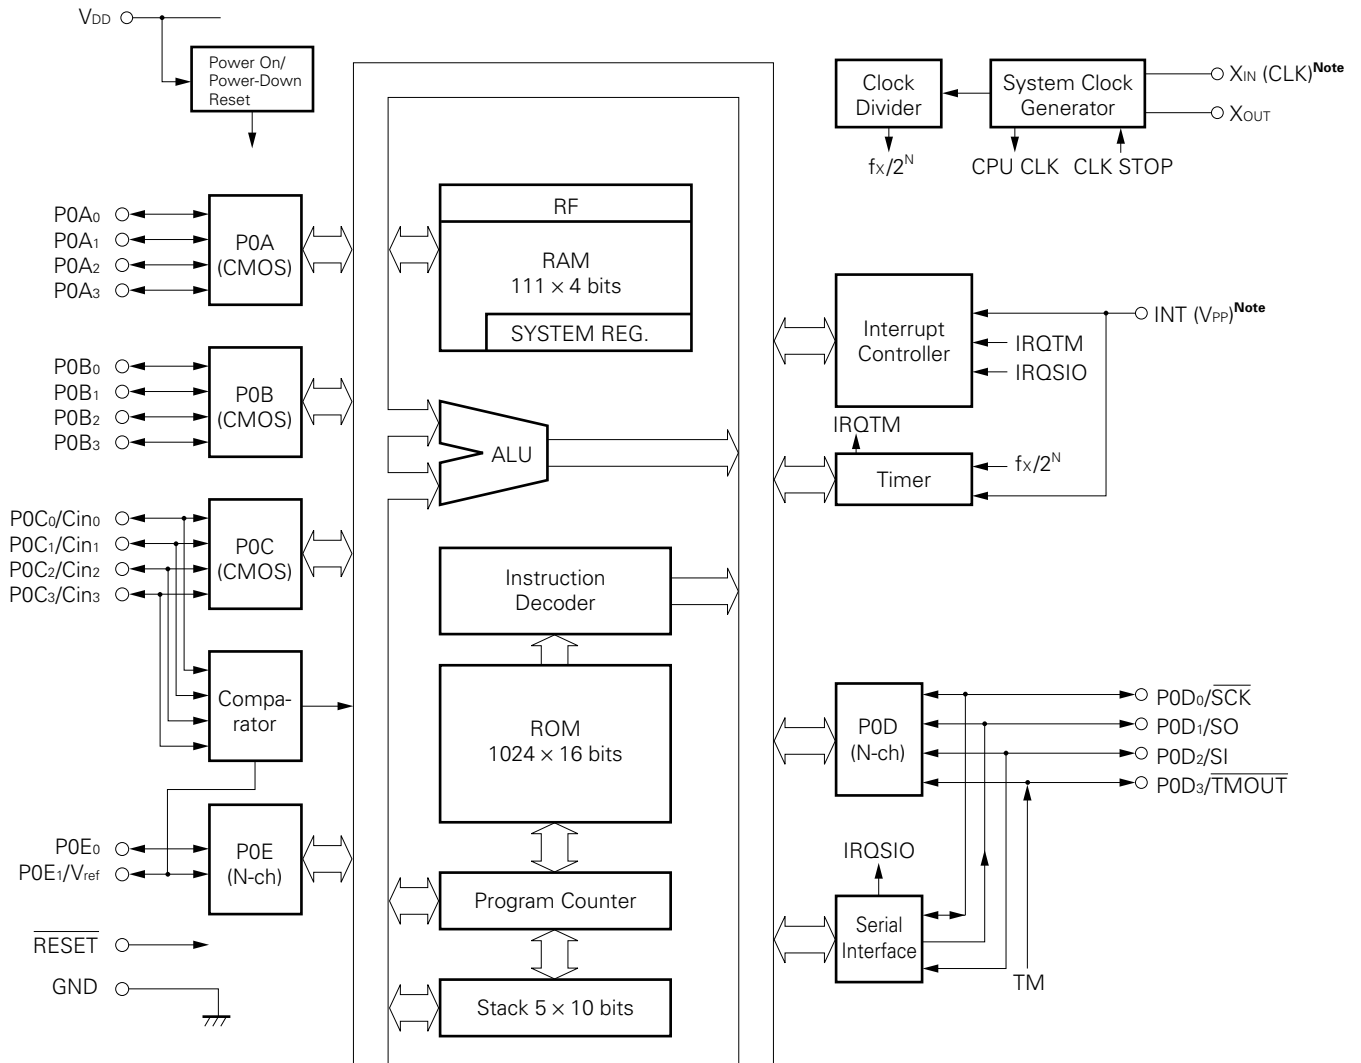 VDD
Power On/
Power-Down
Reset
Clock
Divider
System Clock
Generator
XIN (CLK)Note
XOUT
fx/2N
CPU CLK
CLK STOP
P0A0
P0A1
P0A2
P0A3
P0A
(CMOS)
RF
RAM
111 × 4 bits
SYSTEM REG.
Interrupt
Controller
INT (VPP)Note
IRQTM
IRQSIO
P0B0
P0B1
P0B2
P0B3
P0B
(CMOS)
ALU
IRQTM
Timer
fx/2N
P0C0/Cin0
P0C1/Cin1
P0C2/Cin2
P0C3/Cin3
P0C
(CMOS)
Instruction
Decoder
Compa-
rator
ROM
1024 × 16 bits
P0D
(N-ch)
P0D0/SCK
P0D1/SO
P0D2/SI
P0D3/TMOUT
P0E0
P0E1/Vref
P0E
(N-ch)
Program Counter
IRQSIO
Serial
Interface
TM
RESET
GND
Stack 5 × 10 bits